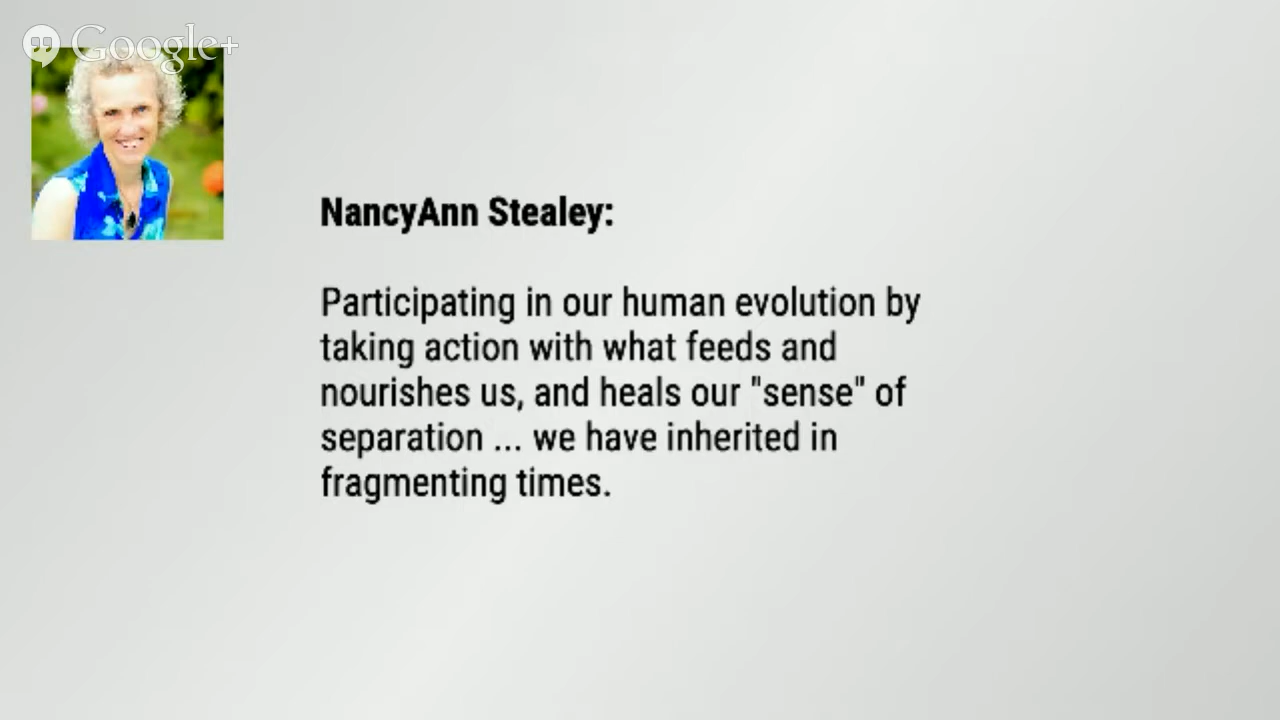 Google+
NancyAnn Stealey:
Participating in our human evolution by
taking action with what feeds and
nourishes us, and heals our "sense" of
separation ... we have inherited in
fragmenting times.